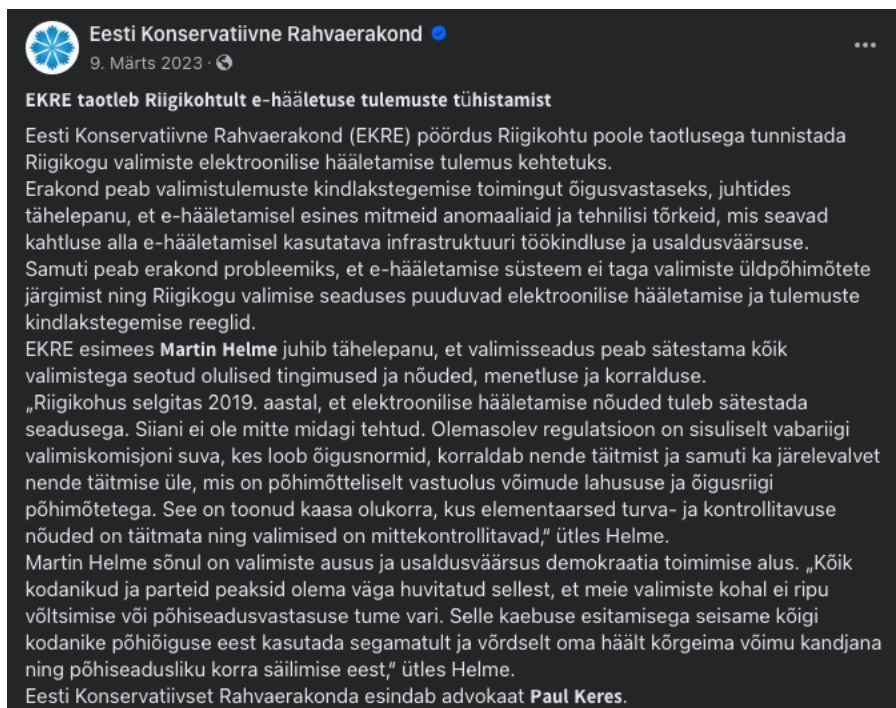 Eesti Konservatiivne Rahvaerakond
9. Märts 2023 ·
EKRE taotleb Riigikohtult e-hääletuse tulemuste tühistamist
Eesti Konservatiivne Rahvaerakond (EKRE) pöördus Riigikohtu poole taotlusega tunnistada
Riigikogu valimiste elektroonilise hääletamise tulemus kehtetuks.
Erakond peab valimistulemuste kindlakstegemise toimingut õigusvastaseks, juhtides
tähelepanu, et e-hääletamisel esines mitmeid anomaaliaid ja tehnilisi tõrkeid, mis seavad
kahtluse alla e-hääletamisel kasutatava infrastruktuuri töökindluse ja usaldusväärsuse.
Samuti peab erakond probleemiks, et e-hääletamise süsteem ei taga valimiste üldpõhimõtete
järgimist ning Riigikogu valimise seaduses puuduvad elektroonilise hääletamise ja tulemuste
kindlakstegemise reeglid.
EKRE esimees Martin Helme juhib tähelepanu, et valimisseadus peab sätestama kõik
valimistega seotud olulised tingimused ja nõuded, menetluse ja korralduse.
„Riigikohus selgitas 2019. aastal, et elektroonilise hääletamise nõuded tuleb sätestada
seadusega. Siiani ei ole mitte midagi tehtud. Olemasolev regulatsioon on sisuliselt vabariigi
valimiskomisjoni suva, kes loob õigusnormid, korraldab nende täitmist ja samuti ka järelevalvet
nende täitmise üle, mis on põhimõtteliselt vastuolus võimude lahususe ja õigusriigi
põhimõtetega. See on toonud kaasa olukorra, kus elementaarsed turva- ja kontrollitavuse
nõuded on täitmata ning valimised on mittekontrollitavad,“ ütles Helme.
Martin Helme sõnul on valimiste ausus ja usaldusväärsus demokraatia toimimise alus. „Kõik
kodanikud ja parteid peaksid olema väga huvitatud sellest, et meie valimiste kohal ei ripu
võltsimise või põhiseadusvastasuse tume vari. Selle kaebuse esitamisega seisame kõigi
kodanike põhiõiguse eest kasutada segamatult ja võrdselt oma häält kõrgeima võimu kandjana
ning põhiseadusliku korra säilimise eest,“ ütles Helme.
Eesti Konservatiivset Rahvaerakonda esindab advokaat Paul Keres.